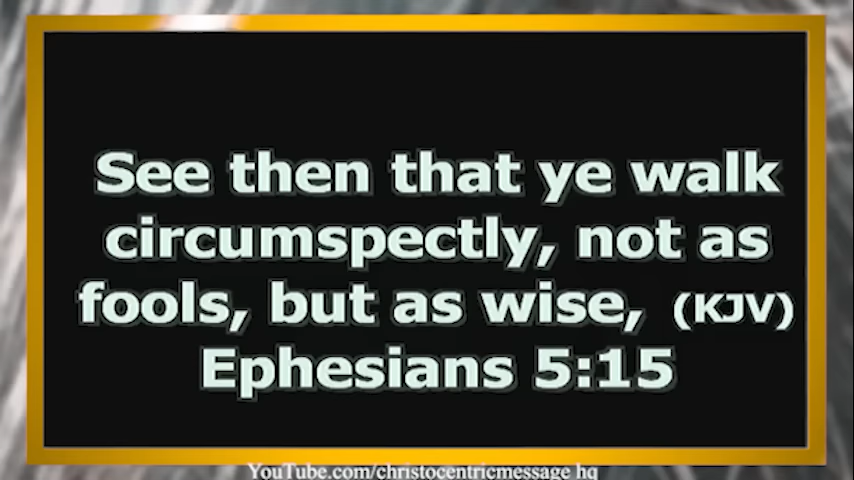 See then that ye walk
circumspectly, not as
fools, but as wise, (KJV)
Ephesians 5:15
YouTube.com/christocentricmessage hq